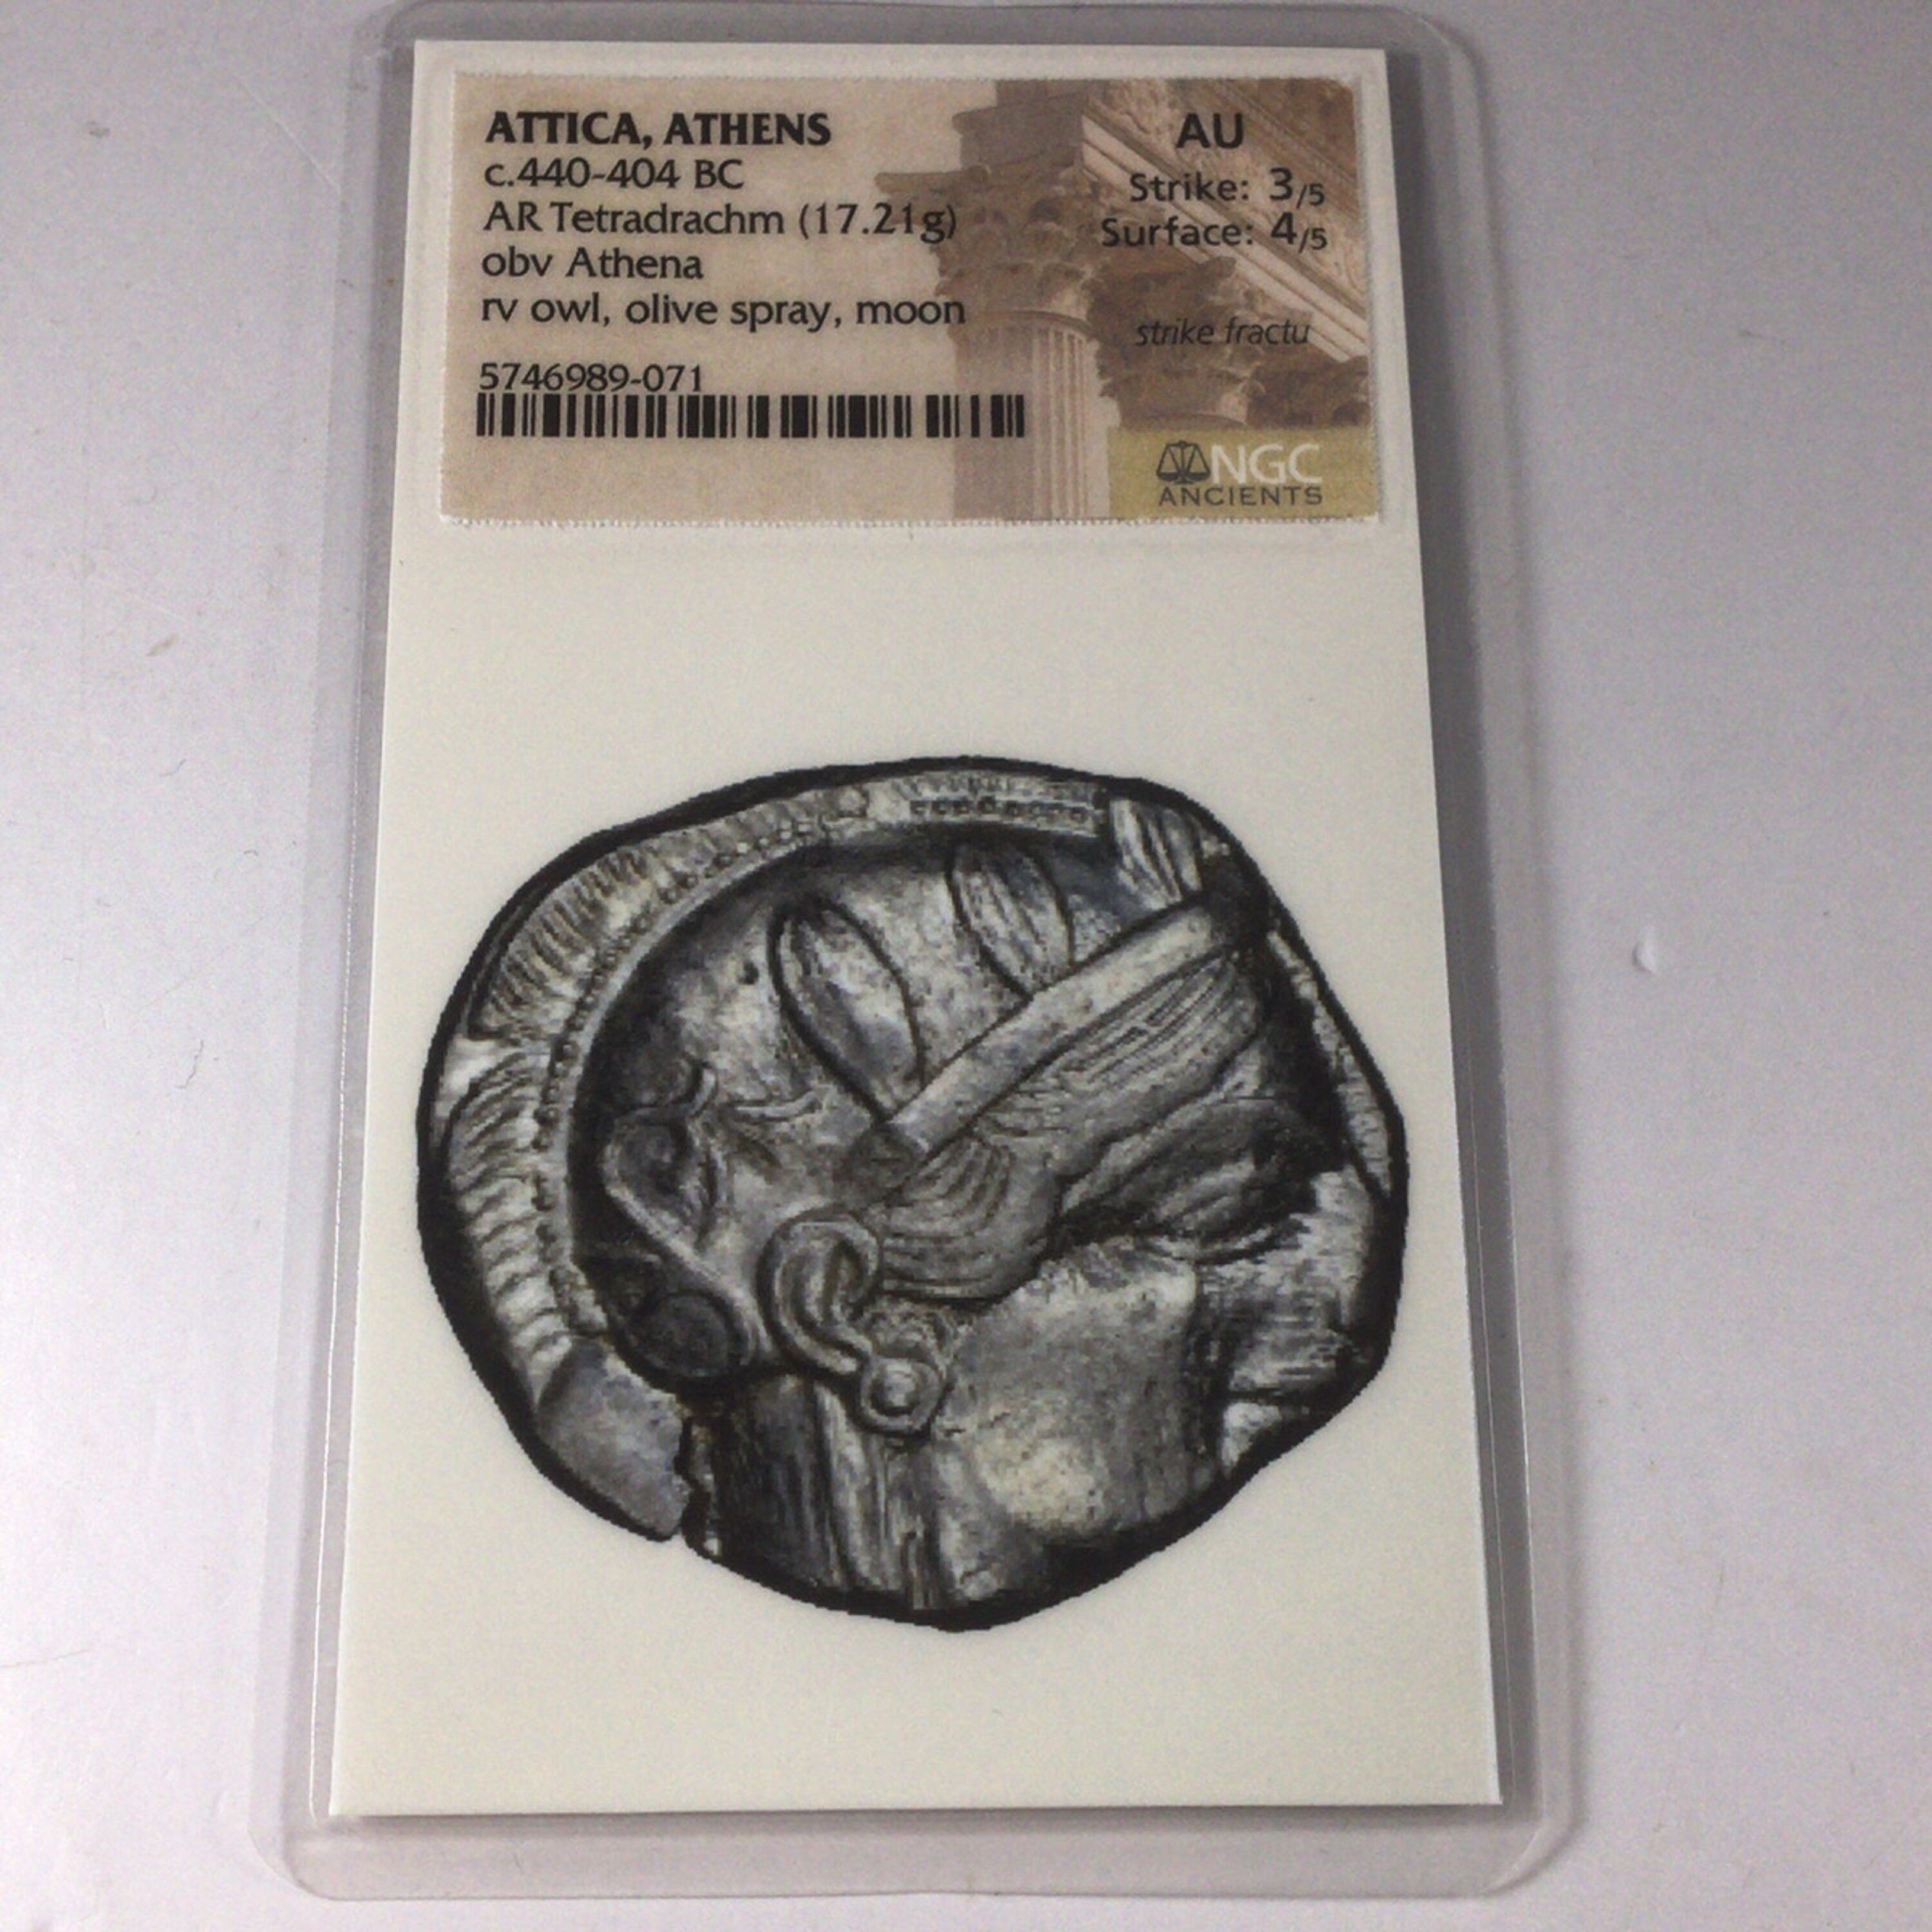 ATTICA, ATHENS
c.440-404 BC
AR Tetradrachm (17.21g)
obv Athena
rv owl, olive spray, moon
5746989-071
AU
Strike: 3/5
Surface: 4/5
strike fractu
NGC
ANCIENTS